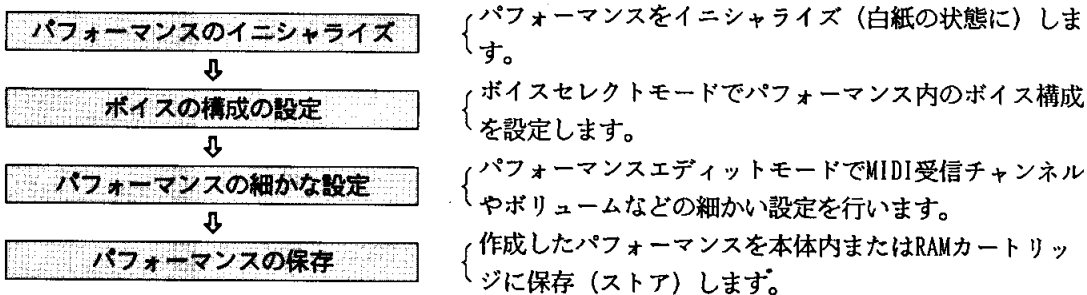 パフォーマンスのイニシャライズ
パフォーマンスをイニシャライズ（白紙の状態に）しま
す。
ボイスの構成の設定
ボイスセレクトモードでパフォーマンス内のボイス構成
を設定します。
パフォーマンスの細かな設定
パフォーマンスエディットモードでMIDI受信チャンネル
やボリュームなどの細かい設定を行います。
パフォーマンスの保存
作成したパフォーマンスを本体内またはRAMカートリッ
ジに保存（ストア）します。